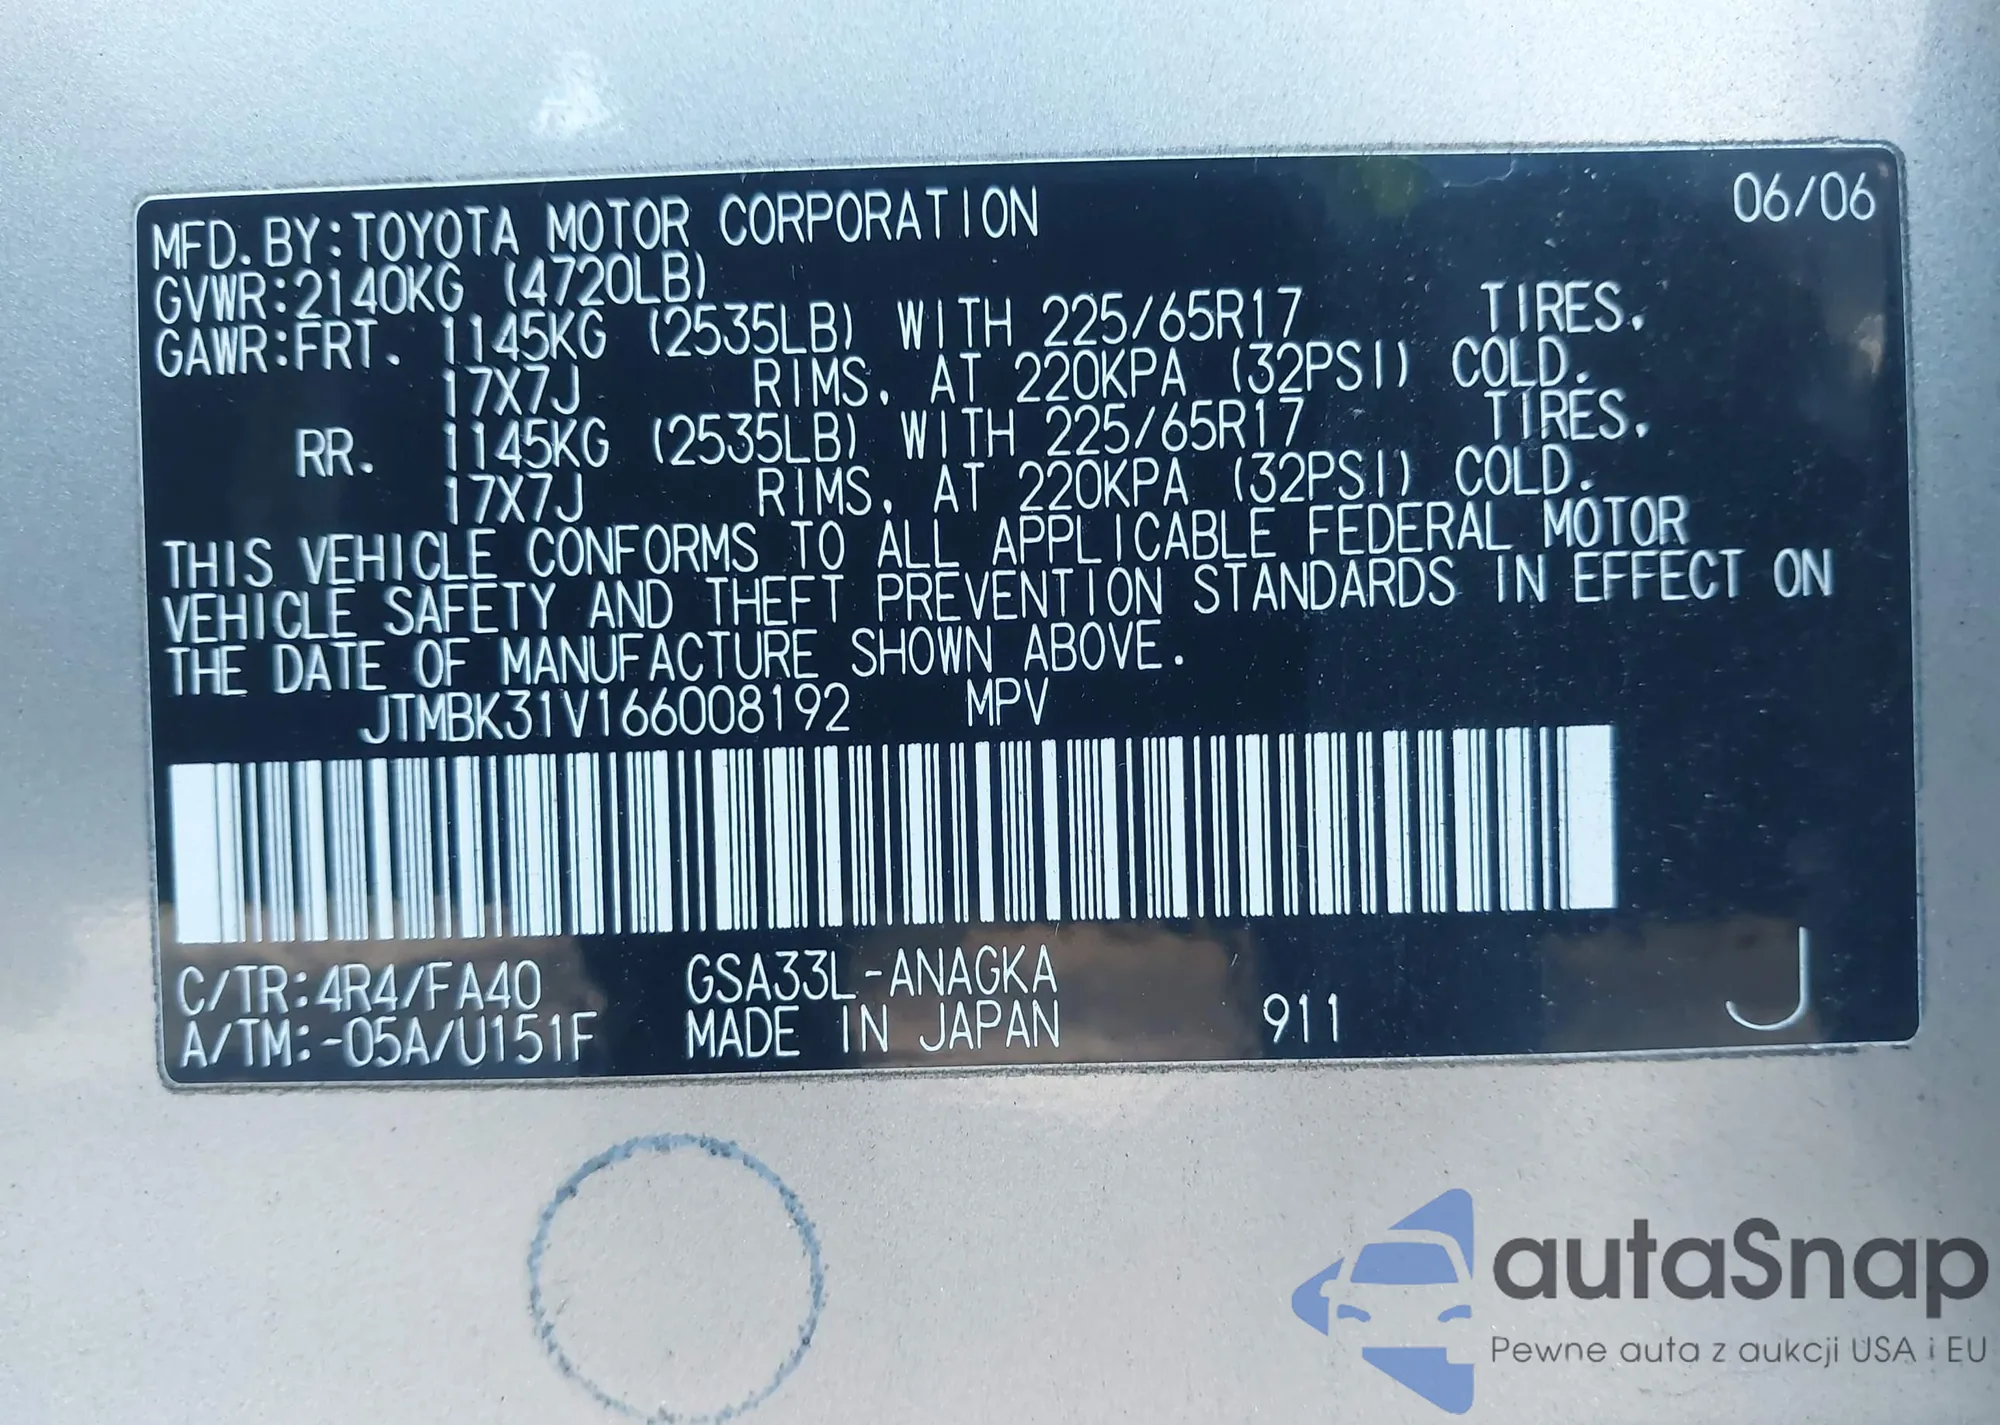 06/06
MFD. BY:TOYOTA MOTOR CORPORATION
GVWR:2140KG (4720LB)
GAWR:FRT. 1145KG (2535LB) WITH 225/65R17 TIRES,
17X7J RIMS, AT 220KPA (32PSI) COLD.
RR. 1145KG (2535LB) WITH 225/65R17 TIRES,
17X7J RIMS, AT 220KPA (32PSI) COLD.
THIS VEHICLE CONFORMS TO ALL APPLICABLE FEDERAL MOTOR
VEHICLE SAFETY AND THEFT PREVENTION STANDARDS IN EFFECT ON
THE DATE OF MANUFACTURE SHOWN ABOVE.
JTMBK31V166008192 MPV
C/TR:4R4/FA40 GSA33L-ANAGKA
A/TM:-05A/U151F MADE IN JAPAN 911 J
autaSnap
Pewne auta z aukcji USA i EU